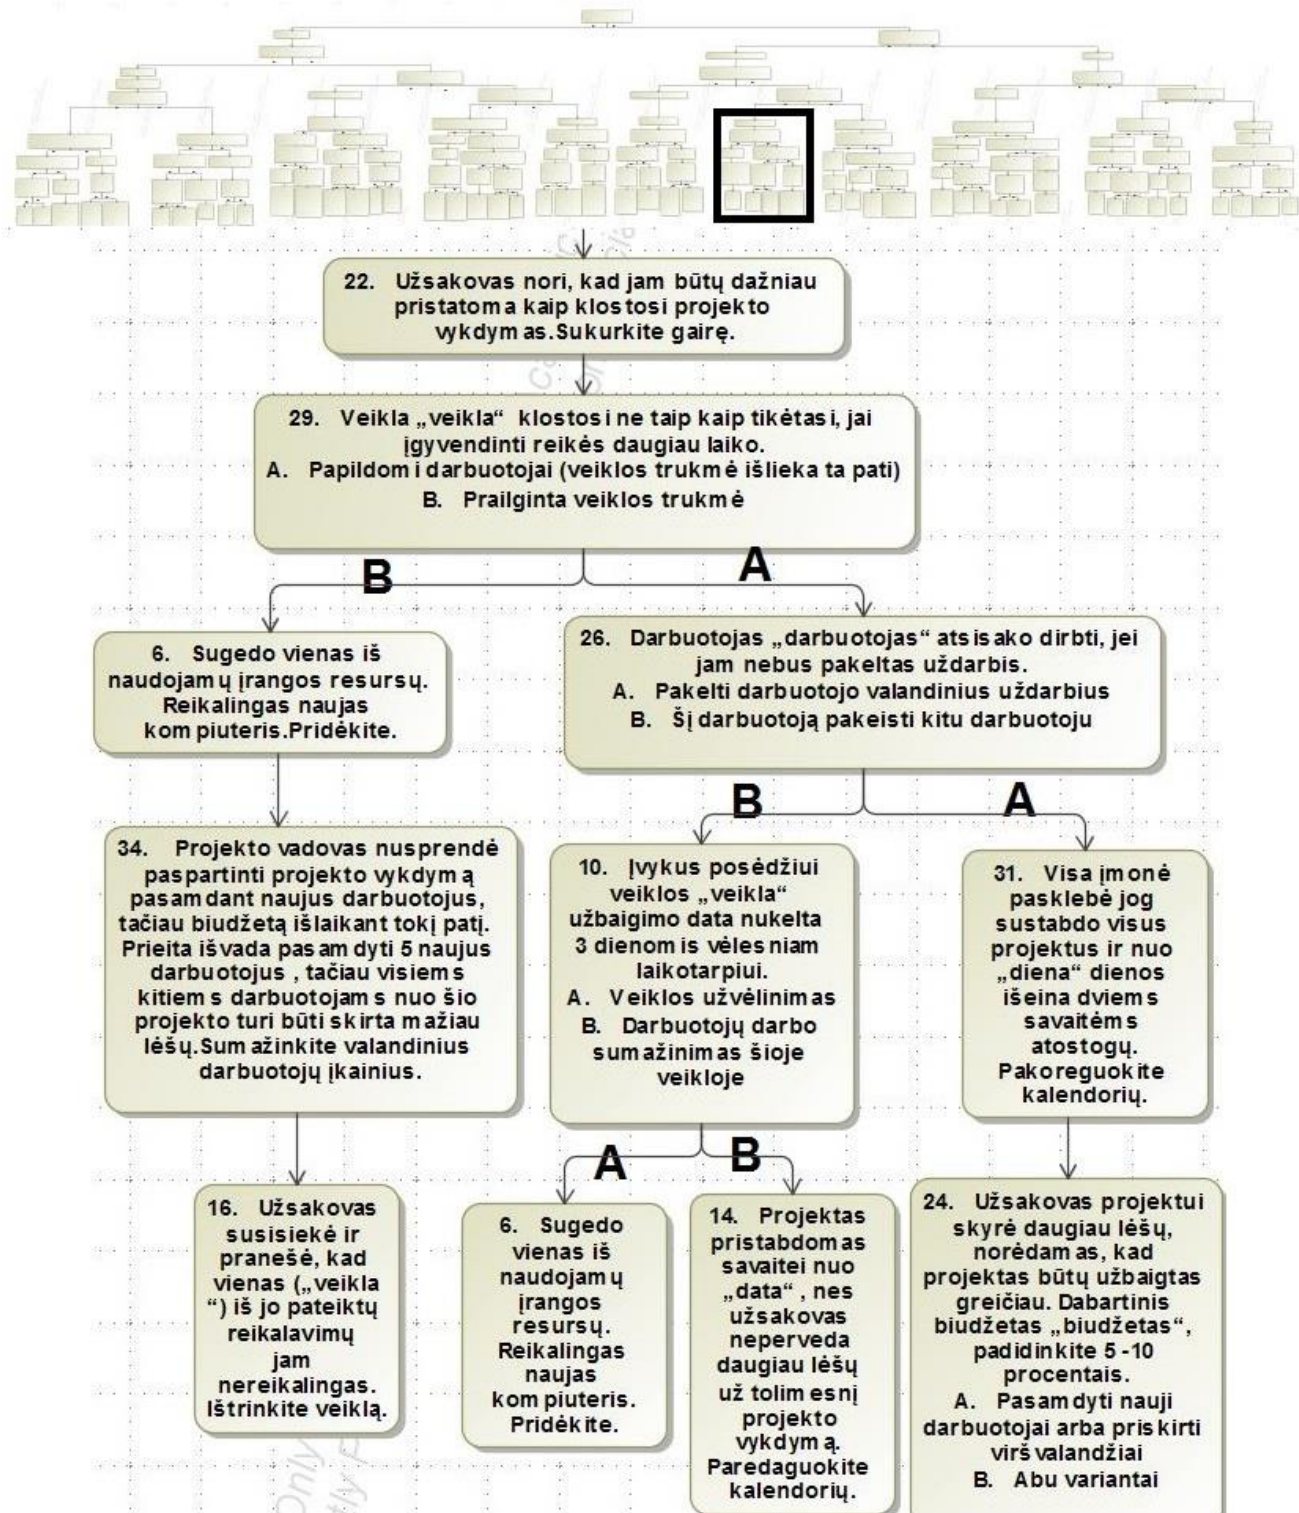 22. Užsakovas nori, kad jam būtų dažniau
pristatoma kaip klostosi projekto
vykdymas.Sukurkite gairę.
29. Veikla „veikla“ klostosi ne taip kaip tikėtasi, jai
įgyvendinti reikės daugiau laiko.
A. Papildomi darbuotojai (veiklos trukmė išlieka ta pati)
B. Prailginta veiklos trukmė
B
A
6. Sugedo vienas iš
naudojamų įrangos resursų.
Reikalingas naujas
kompiuteris.Pridėkite.
26. Darbuotojas „darbuotojas“ atsisako dirbti, jei
jam nebus pakeltas uždarbis.
A. Pakelti darbuotojo valandinius uždarbius
B. Šį darbuotoją pakeisti kitu darbuotoju
B
A
34. Projekto vadovas nusprendė
paspartinti projekto vykdymą
pasamdant naujus darbuotojus,
tačiau biudžetą išlaikant tokį patį.
Prieita išvada pasamdyti 5 naujus
darbuotojus , tačiau visiems
kitiems darbuotojams nuo šio
projekto turi būti skirta mažiau
lėšų.Sumažinkite valandinius
darbuotojų įkainius.
10. Įvykus posėdžiui
veiklos „veikla“
užbaigimo data nukelta
3 dienomis vėlesniam
laikotarpiui.
A. Veiklos užvėlinimas
B. Darbuotojų darbo
sumažinimas šioje
veikloje
31. Visa įmonė
pasklebė jog
sustabdo visus
projektus ir nuo
„diena“ dienos
išeina dviems
savaitėms
atostogų.
Pakoreguokite
kalendorių.
A
B
16. Užsakovas
susisiekė ir
pranešė, kad
vienas („veikla
“) iš jo pateiktų
reikalavimų
jam
nereikalingas.
Ištrinkite veiklą.
6. Sugedo
vienas iš
naudojamų
įrangos
resursų.
Reikalingas
naujas
kompiuteris.
Pridėkite.
14. Projektas
pristabdomas
savaitei nuo
„data“ , nes
užsakovas
neperveda
daugiau lėšų
už tolimesnį
projekto
vykdymą.
Paredaguokite
kalendorių.
24. Užsakovas projektui
skyrė daugiau lėšų,
norėdamas, kad
projektas būtų užbaigtas
greičiau. Dabartinis
biudžetas „biudžetas“,
padidinkite 5 -10
procentais.
A. Pasamdyti nauji
darbuotojai arba priskirti
viršvalandžiai
B. Abu variantai
Only